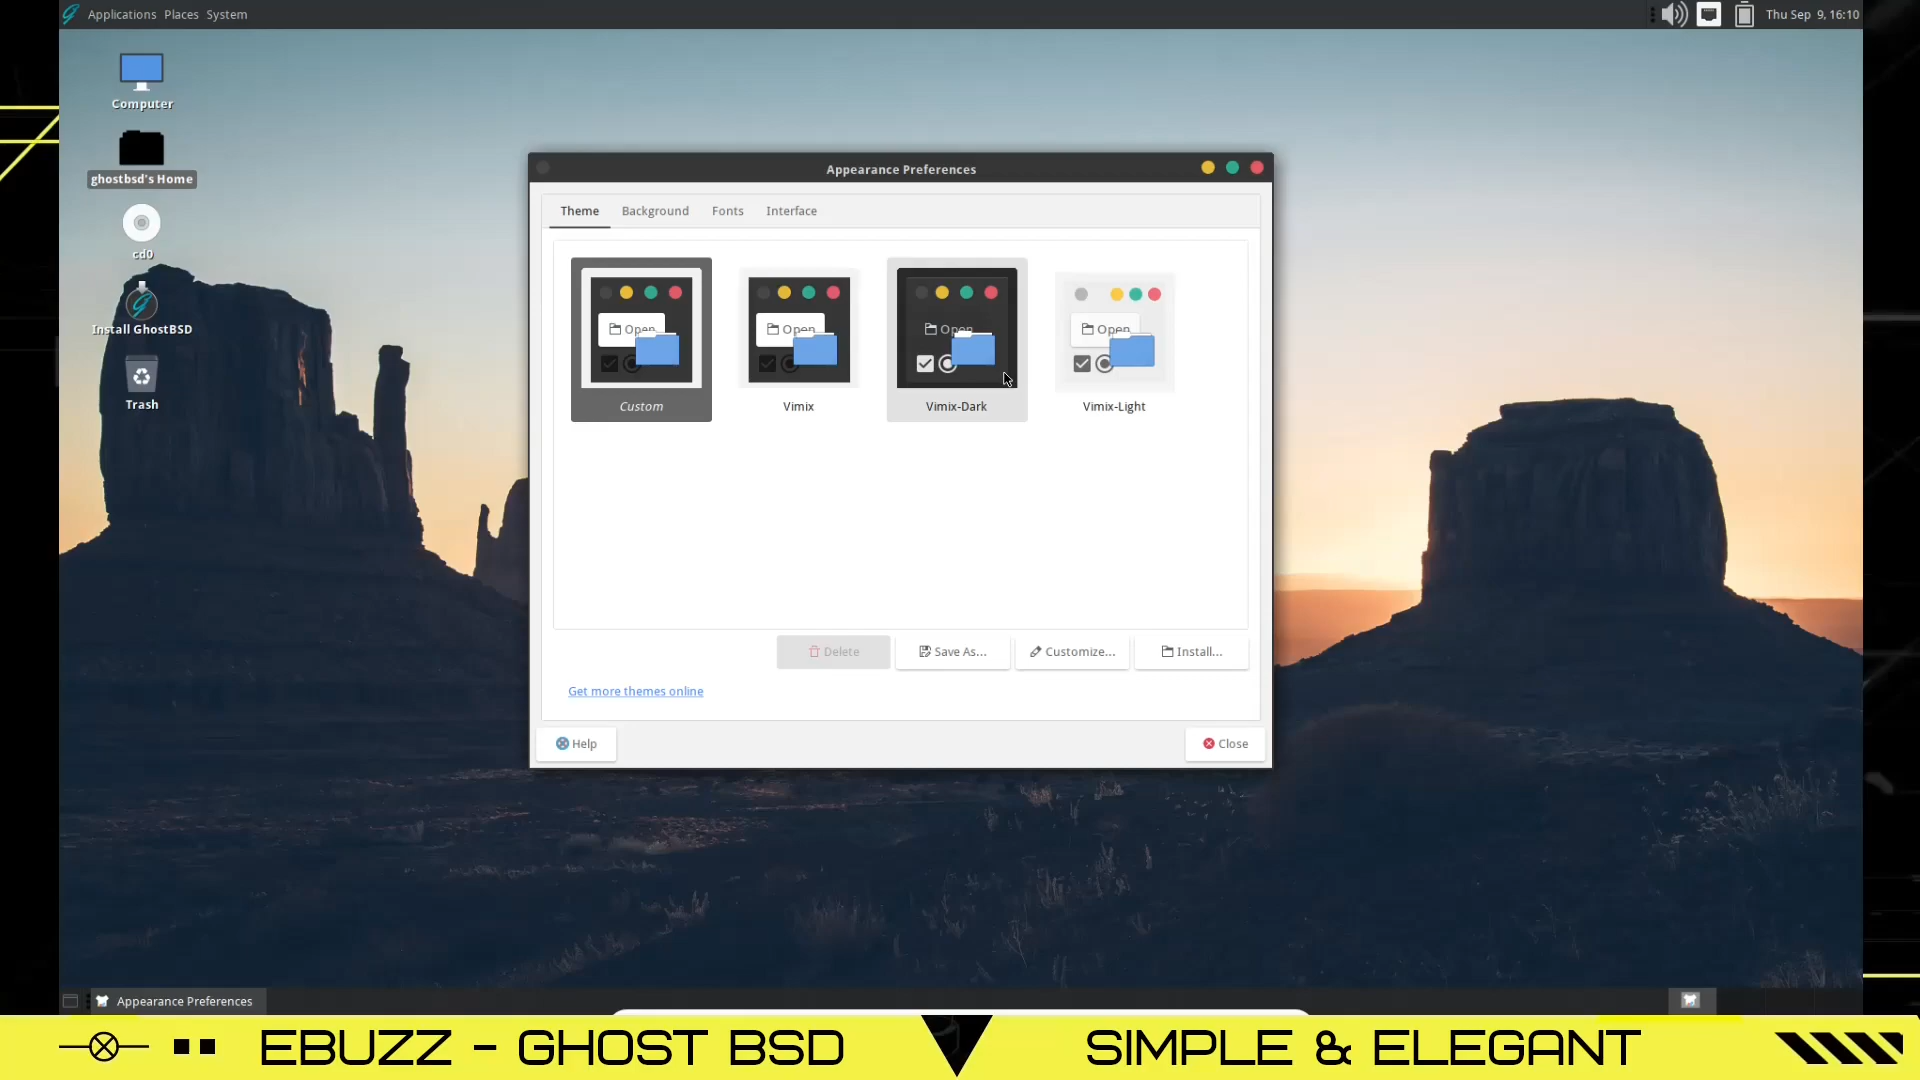 Applications Places System
Thu Sep 9, 16:10
Computer
ghostbsd's Home
cd0
Install GhostBSD
Trash
Appearance Preferences
Theme Background Fonts Interface
Open Open Open Open
Custom Vimix Vimix-Dark Vimix-Light
Delete Save As... Customize... Install...
Get more themes online
Help Close
Appearance Preferences
EBUZZ - GHOST BSD SIMPLE & ELEGANT